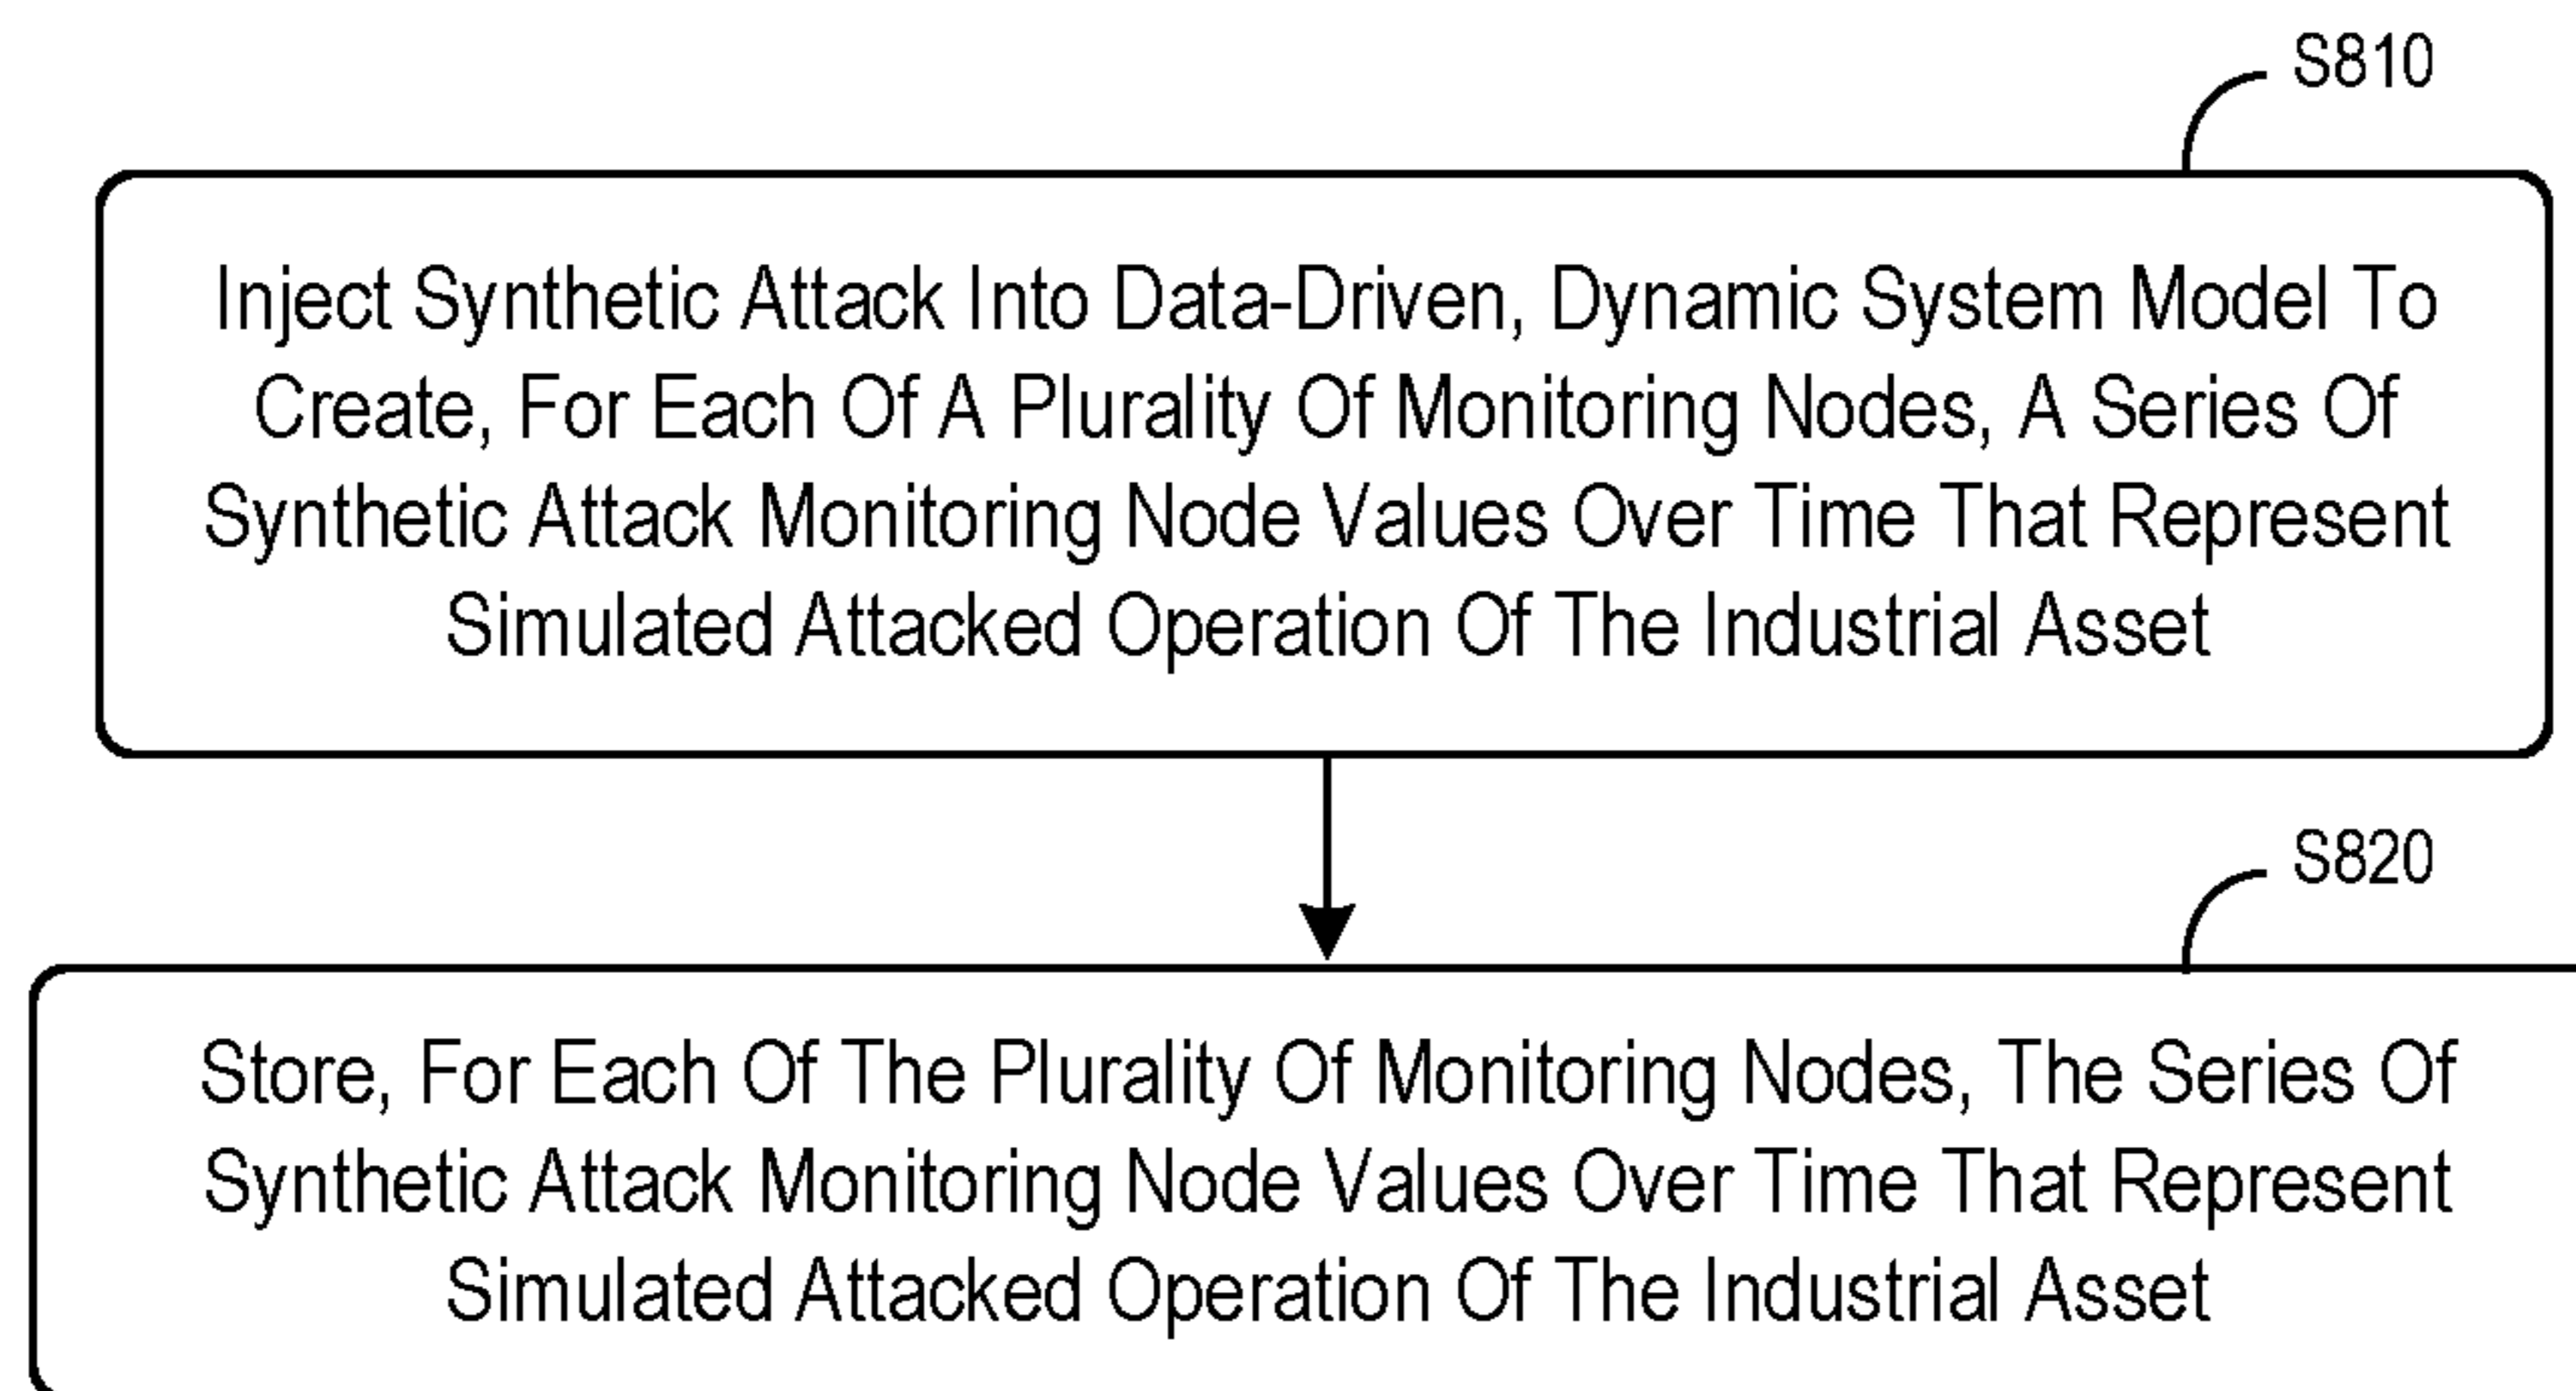 S810
Inject Synthetic Attack Into Data-Driven, Dynamic System Model To
Create, For Each Of A Plurality Of Monitoring Nodes, A Series Of
Synthetic Attack Monitoring Node Values Over Time That Represent
Simulated Attacked Operation Of The Industrial Asset
S820
Store, For Each Of The Plurality Of Monitoring Nodes, The Series Of
Synthetic Attack Monitoring Node Values Over Time That Represent
Simulated Attacked Operation Of The Industrial Asset